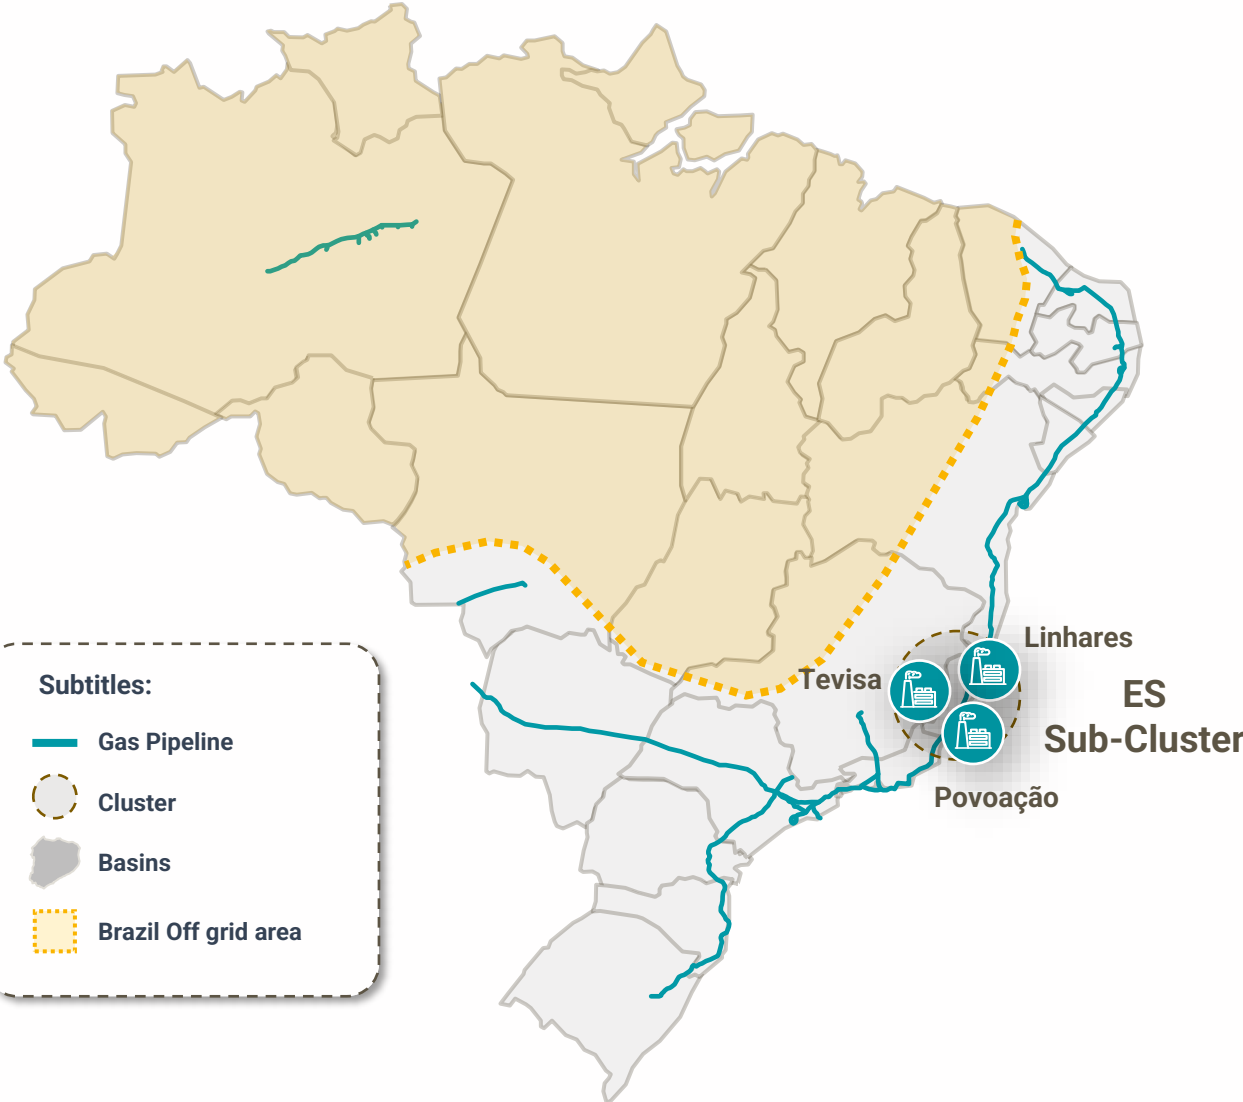 Linhares
Tevisa
ES
Sub-Cluster
Povoação
Subtitles:
Gas Pipeline
Cluster
Basins
Brazil Off grid area